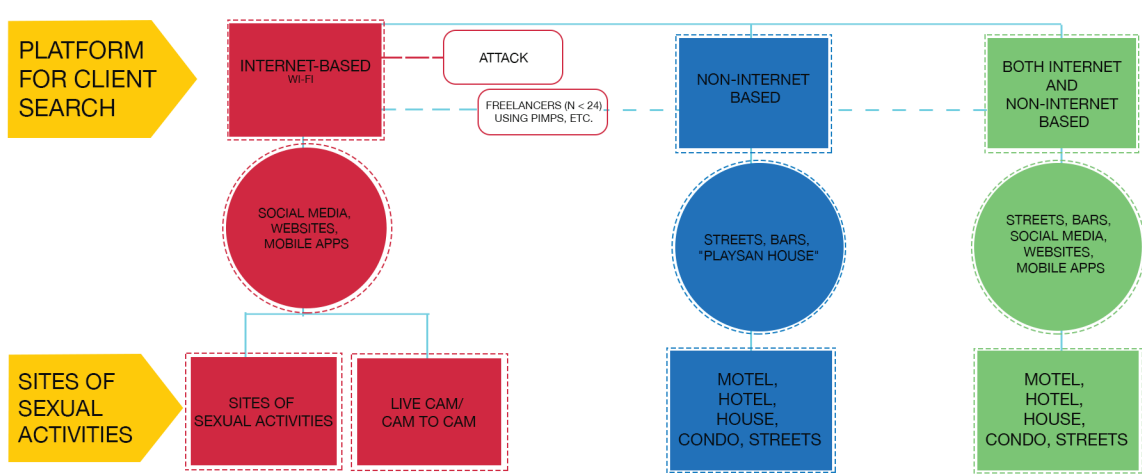 PLATFORM
FOR CLIENT
SEARCH
INTERNET-BASED
WI-FI
ATTACK
FREELANCERS (N < 24)
USING PIMPS, ETC.
NON-INTERNET
BASED
BOTH INTERNET
AND
NON-INTERNET
BASED
SOCIAL MEDIA,
WEBSITES,
MOBILE APPS
STREETS, BARS,
"PLAYSAN HOUSE"
STREETS, BARS,
SOCIAL MEDIA,
WEBSITES,
MOBILE APPS
SITES OF
SEXUAL
ACTIVITIES
SITES OF
SEXUAL ACTIVITIES
LIVE CAM/
CAM TO CAM
MOTEL,
HOTEL,
HOUSE,
CONDO, STREETS
MOTEL,
HOTEL,
HOUSE,
CONDO, STREETS